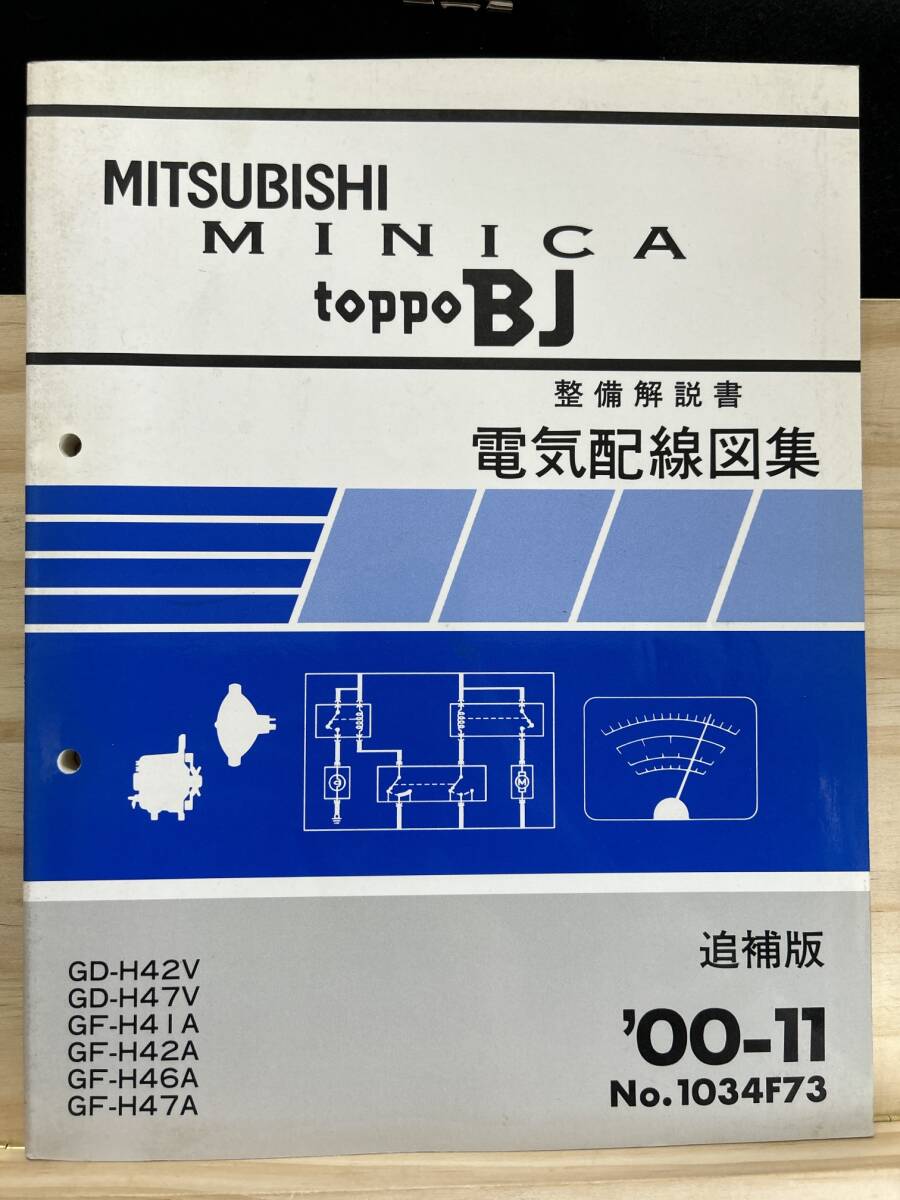 MITSUBISHI
MINICA
toppo BJ
整備解説書
電気配線図集
M
GD-H42V
GD-H47V
GF-H41A
GF-H42A
GF-H46A
GF-H47A
追補版
'00-11
No.1034F73